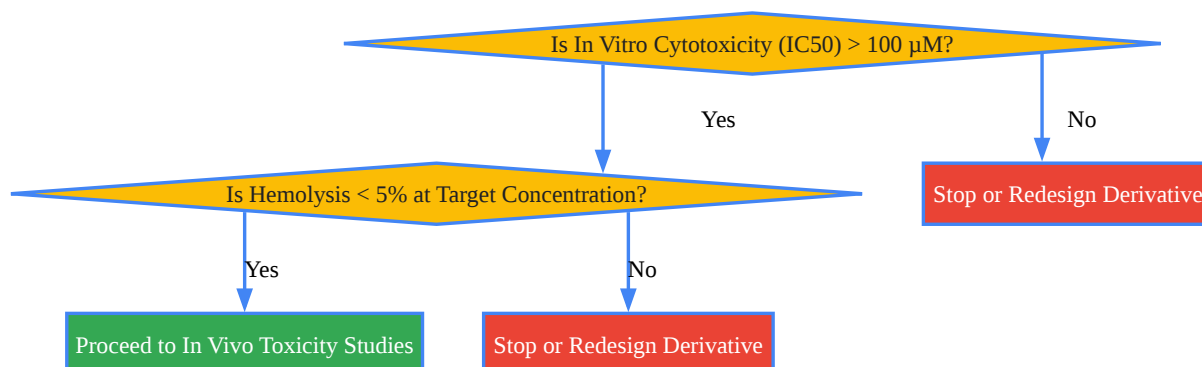 Is In Vitro Cytotoxicity (IC50) > 100 µM?
Yes
No
Is Hemolysis < 5% at Target Concentration?
Stop or Redesign Derivative
Yes
No
Proceed to In Vivo Toxicity Studies
Stop or Redesign Derivative